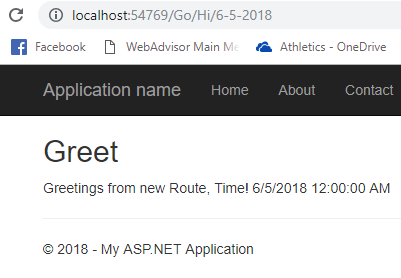 localhost:54769/Go/Hi/6-5-2018
Facebook WebAdvisor Main Me Athletics - OneDrive
Application name Home About Contact
Greet
Greetings from new Route, Time! 6/5/2018 12:00:00 AM
© 2018 - My ASP.NET Application